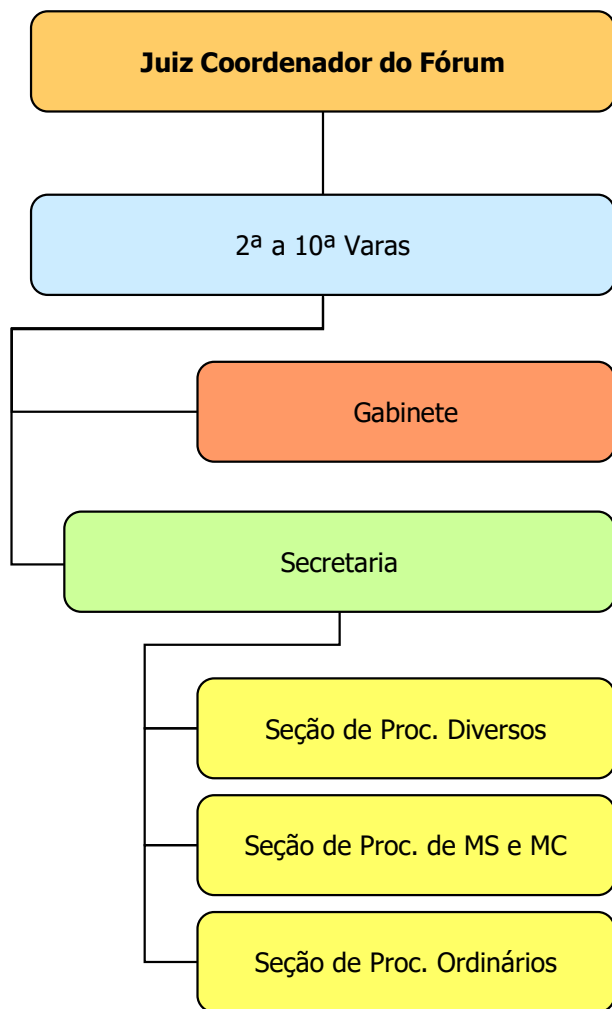 Juiz Coordenador do Fórum
2ª a 10ª Varas
Gabinete
Secretaria
Seção de Proc. Diversos
Seção de Proc. de MS e MC
Seção de Proc. Ordinários